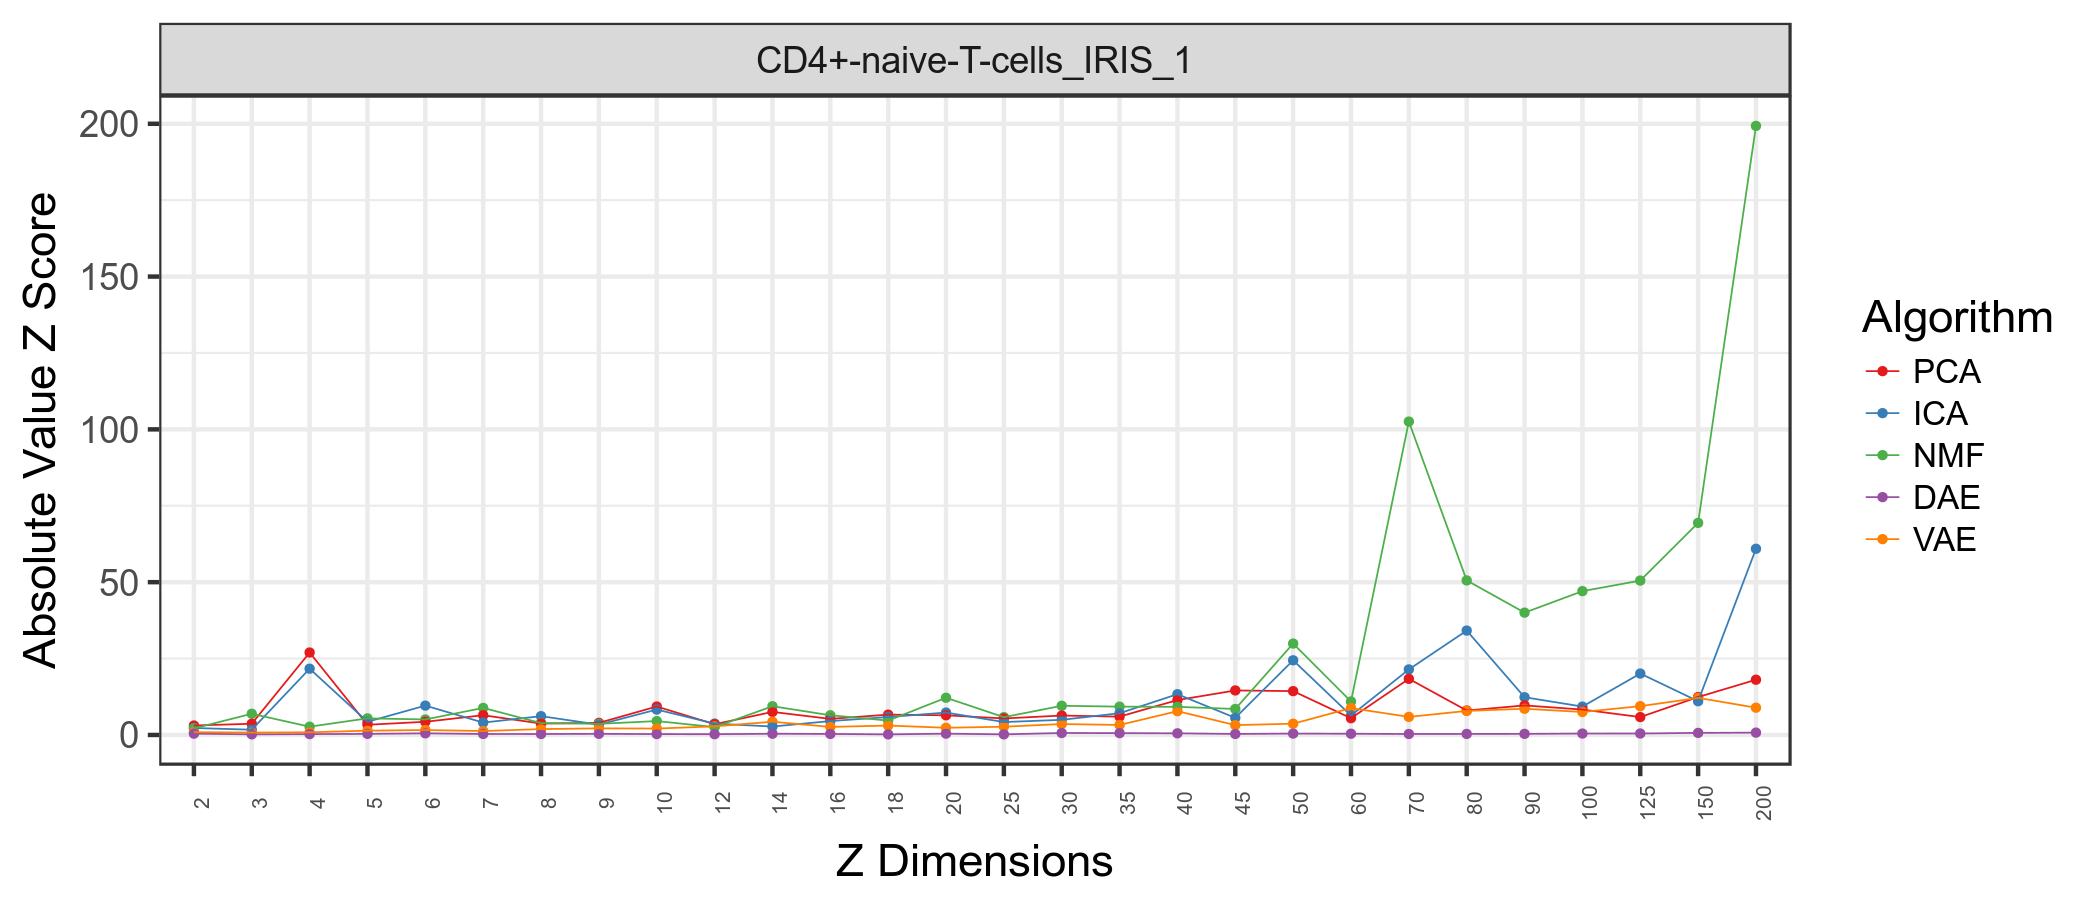 CD4+-naive-T-cells_IRIS_1
Absolute Value Z Score
200
150
100
50
0
2 3 4 5 6 7 8 9 10 12 14 16 18 20 25 30 35 40 45 50 60 70 80 90 100 125 150 200
Z Dimensions
Algorithm
PCA
ICA
NMF
DAE
VAE